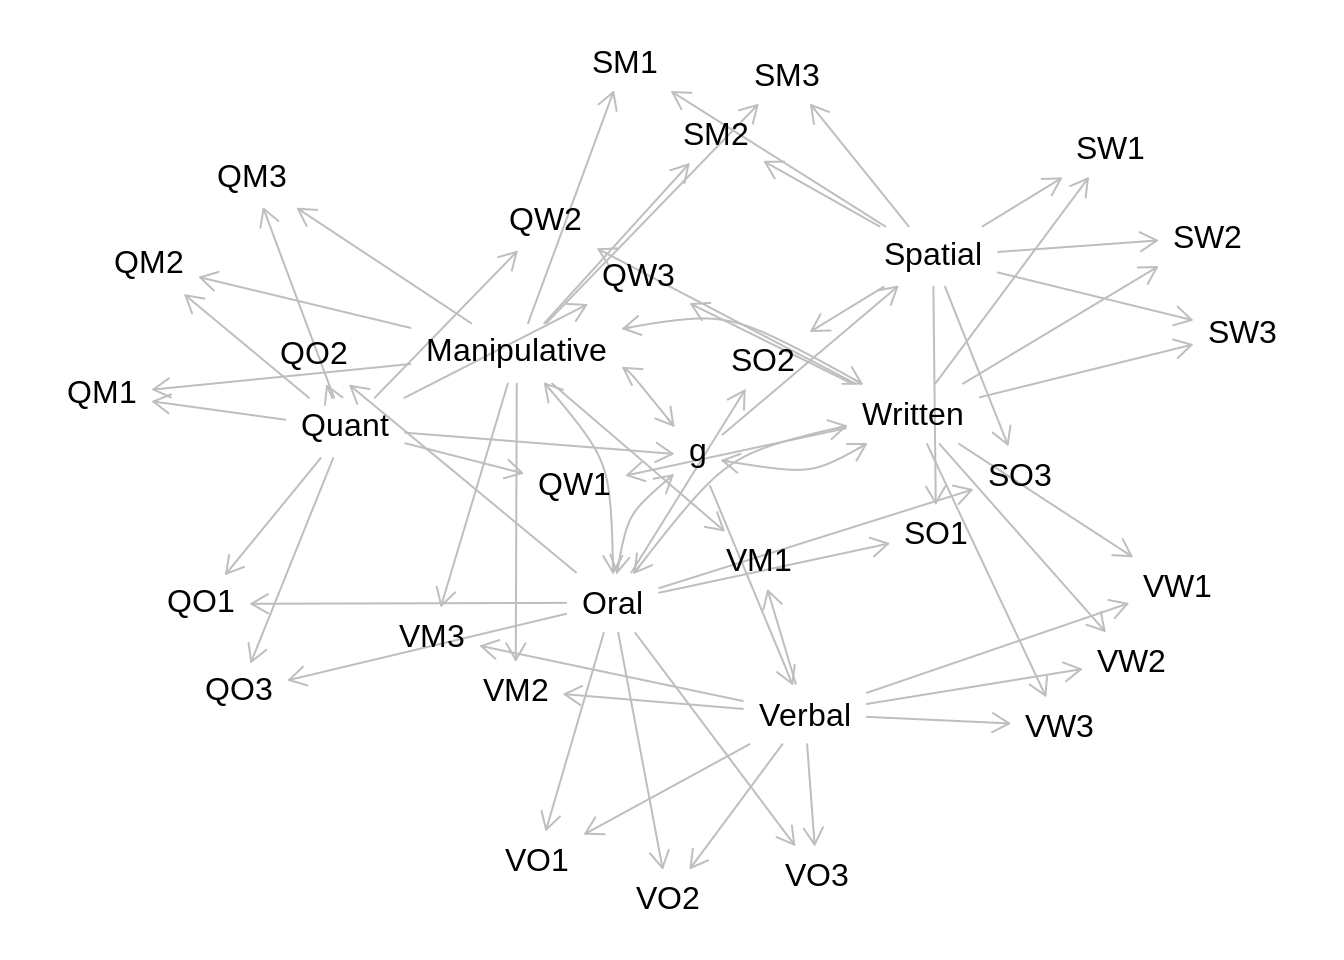 SM1
SM3
SM2
SW1
QM3
QW2
SW2
Spatial
QM2
QW3
SW3
QO2
Manipulative
SO2
QM1
Written
Quant
g
SO3
QW1
SO1
VM1
VW1
QO1
Oral
VM3
VW2
QO3
VM2
Verbal
VW3
VO1
VO3
VO2